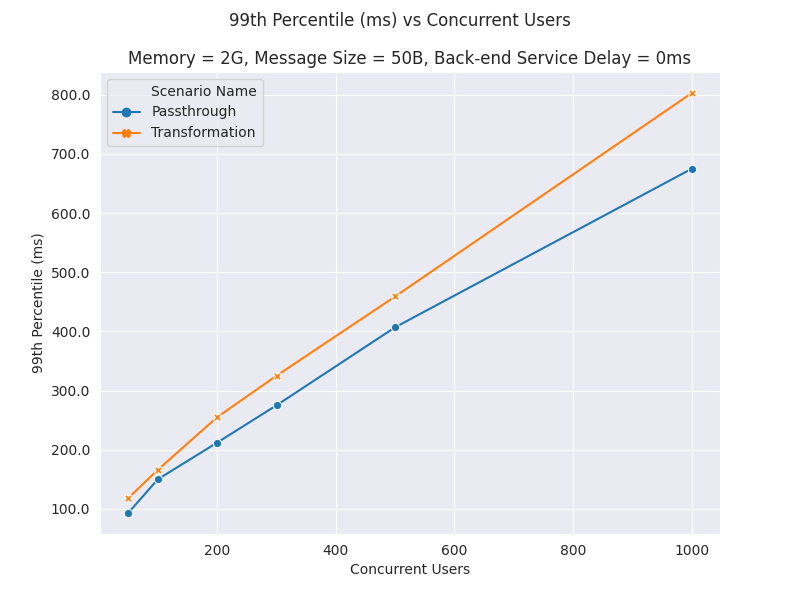 99th Percentile (ms) vs Concurrent Users
Memory = 2G, Message Size = 50B, Back-end Service Delay = 0ms
Scenario Name
Passthrough
Transformation
800.0
700.0
600.0
500.0
400.0
300.0
200.0
100.0
99th Percentile (ms)
200 400 600 800 1000
Concurrent Users